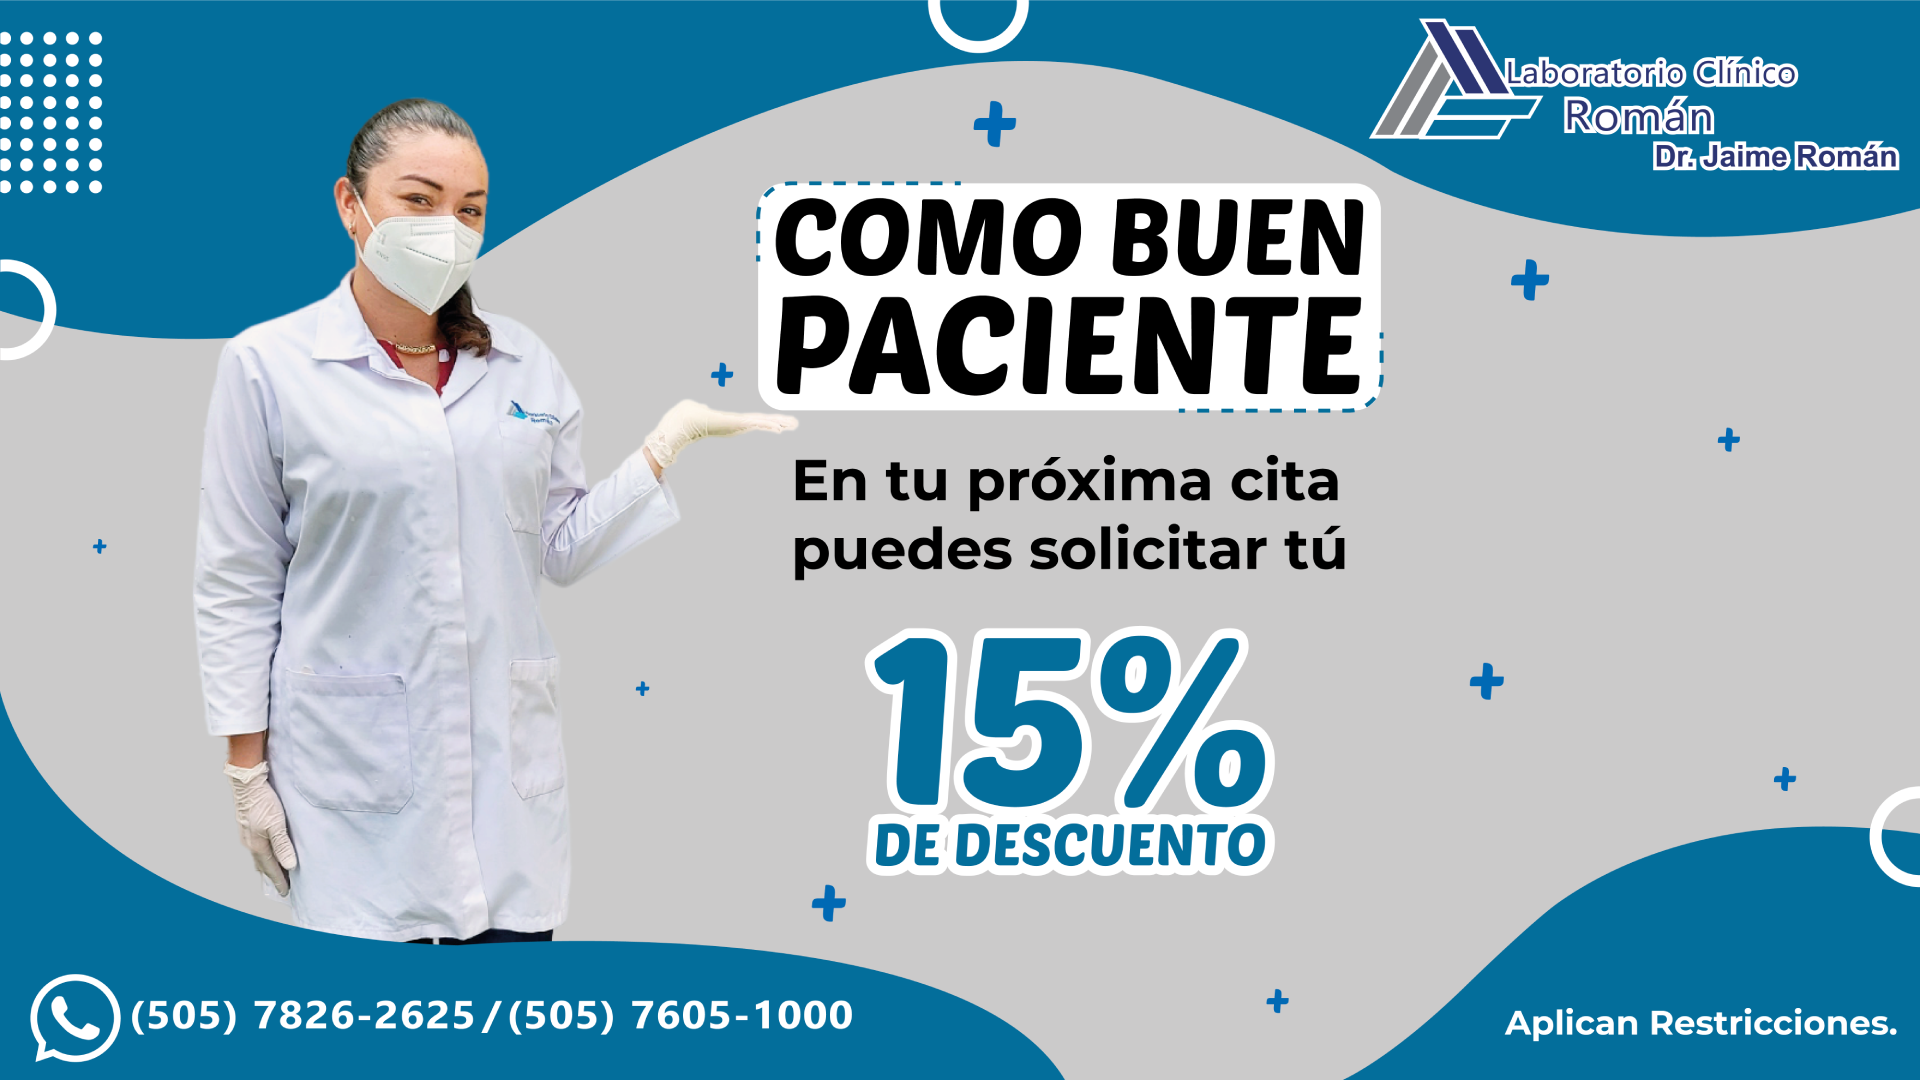 Laboratorio Clínico
Román
Dr. Jaime Román
COMO BUEN
PACIENTE
En tu próxima cita
puedes solicitar tú
15%
DE DESCUENTO
(505) 7826-2625/(505) 7605-1000
Aplican Restricciones.